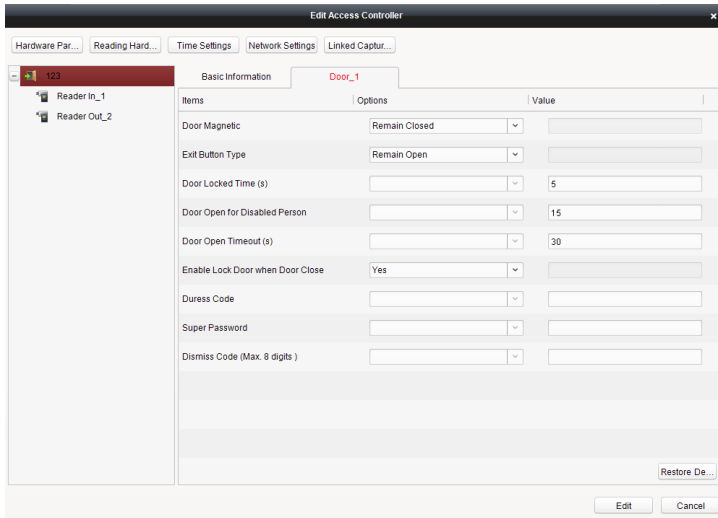 Edit Access Controller
Hardware Par... Reading Hard... Time Settings Network Settings Linked Captur...
123
Reader In_1
Reader Out_2
Basic Information Door_1
Items Options Value
Door Magnetic Remain Closed
Exit Button Type Remain Open
Door Locked Time (s) 5
Door Open for Disabled Person 15
Door Open Timeout (s) 30
Enable Lock Door when Door Close Yes
Duress Code
Super Password
Dismiss Code (Max. 8 digits )
Restore De...
Edit Cancel